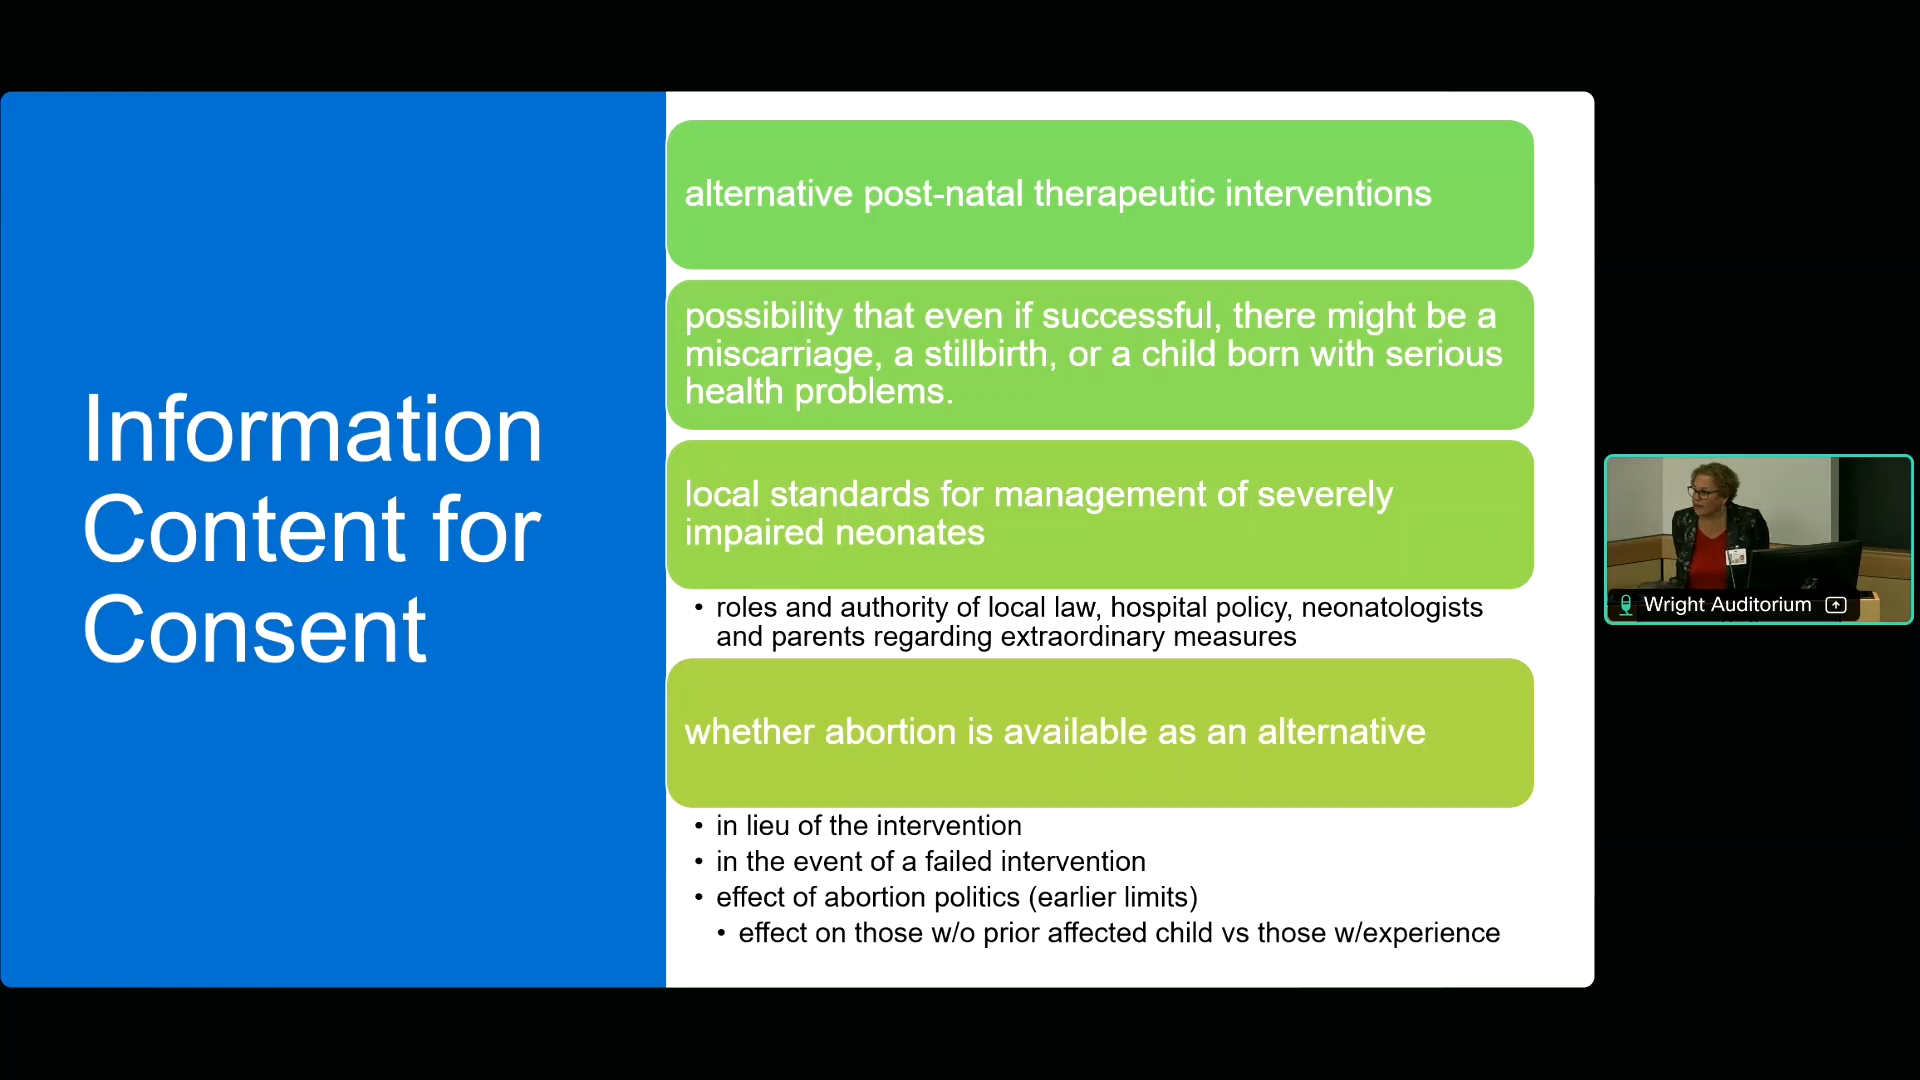 Information
Content for
Consent
alternative post-natal therapeutic interventions
possibility that even if successful, there might be a
miscarriage, a stillbirth, or a child born with serious
health problems.
local standards for management of severely
impaired neonates
• roles and authority of local law, hospital policy, neonatologists
and parents regarding extraordinary measures
whether abortion is available as an alternative
• in lieu of the intervention
• in the event of a failed intervention
• effect of abortion politics (earlier limits)
• effect on those w/o prior affected child vs those w/experience
Wright Auditorium